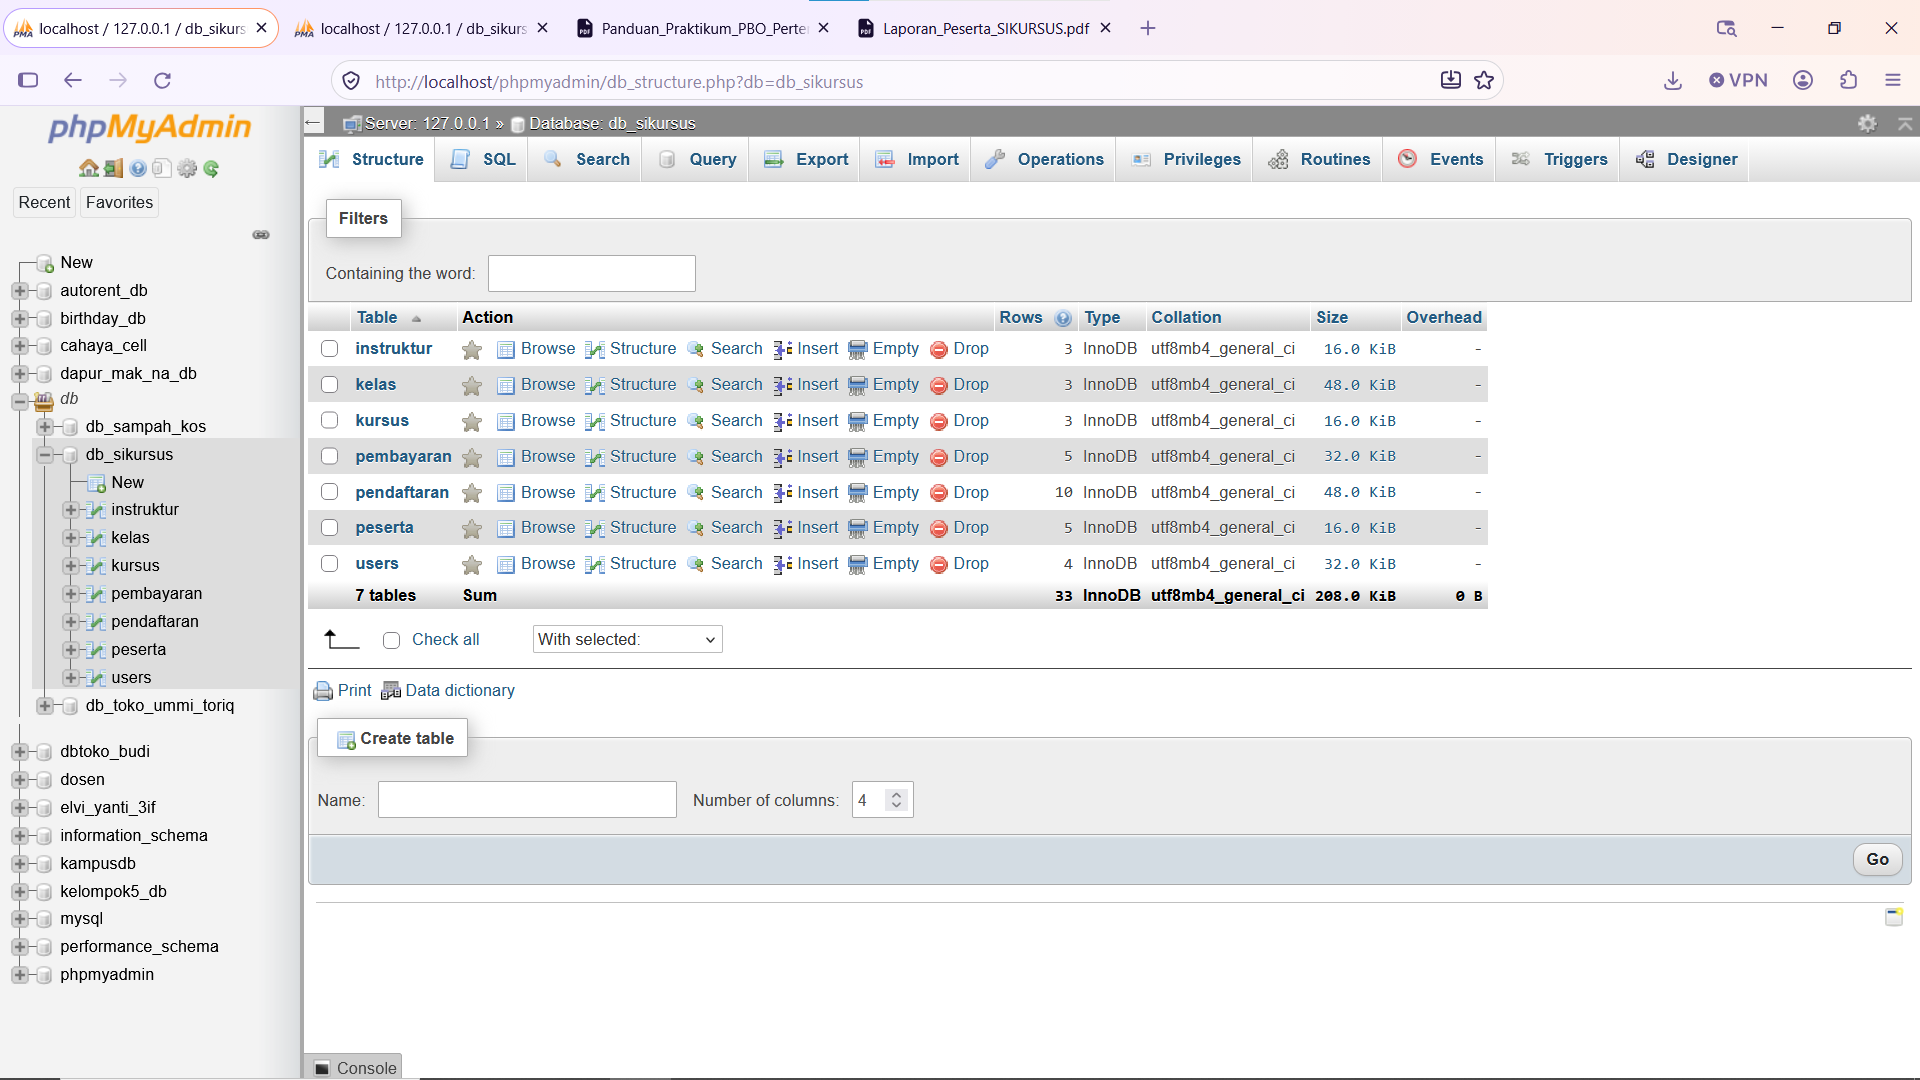 localhost / 127.0.0.1 / db_sikurs
localhost / 127.0.0.1 / db_sikurs
Panduan_Praktikum_PBO_Perte
Laporan_Peserta_SIKURSUS.pdf
http://localhost/phpmyadmin/db_structure.php?db=db_sikursus
VPN
phpMyAdmin
Recent
Favorites
New
autorent_db
birthday_db
cahaya_cell
dapur_mak_na_db
db
db_sampah_kos
db_sikursus
New
instruktur
kelas
kursus
pembayaran
pendaftaran
peserta
users
db_toko_ummi_toriq
dbtoko_budi
dosen
elvi_yanti_3if
information_schema
kampusdb
kelompok5_db
mysql
performance_schema
phpmyadmin
Server: 127.0.0.1 » Database: db_sikursus
Structure SQL Search Query Export Import Operations Privileges Routines Events Triggers Designer
Filters
Containing the word:
Table Action Rows Type Collation Size Overhead
instruktur Browse Structure Search Insert Empty Drop 3 InnoDB utf8mb4_general_ci 16.0 KiB -
kelas Browse Structure Search Insert Empty Drop 3 InnoDB utf8mb4_general_ci 48.0 KiB -
kursus Browse Structure Search Insert Empty Drop 3 InnoDB utf8mb4_general_ci 16.0 KiB -
pembayaran Browse Structure Search Insert Empty Drop 5 InnoDB utf8mb4_general_ci 32.0 KiB -
pendaftaran Browse Structure Search Insert Empty Drop 10 InnoDB utf8mb4_general_ci 48.0 KiB -
peserta Browse Structure Search Insert Empty Drop 5 InnoDB utf8mb4_general_ci 16.0 KiB -
users Browse Structure Search Insert Empty Drop 4 InnoDB utf8mb4_general_ci 32.0 KiB -
7 tables Sum 33 InnoDB utf8mb4_general_ci 208.0 KiB 0 B
Check all With selected:
Print Data dictionary
Create table
Name: Number of columns: 4
Go
Console